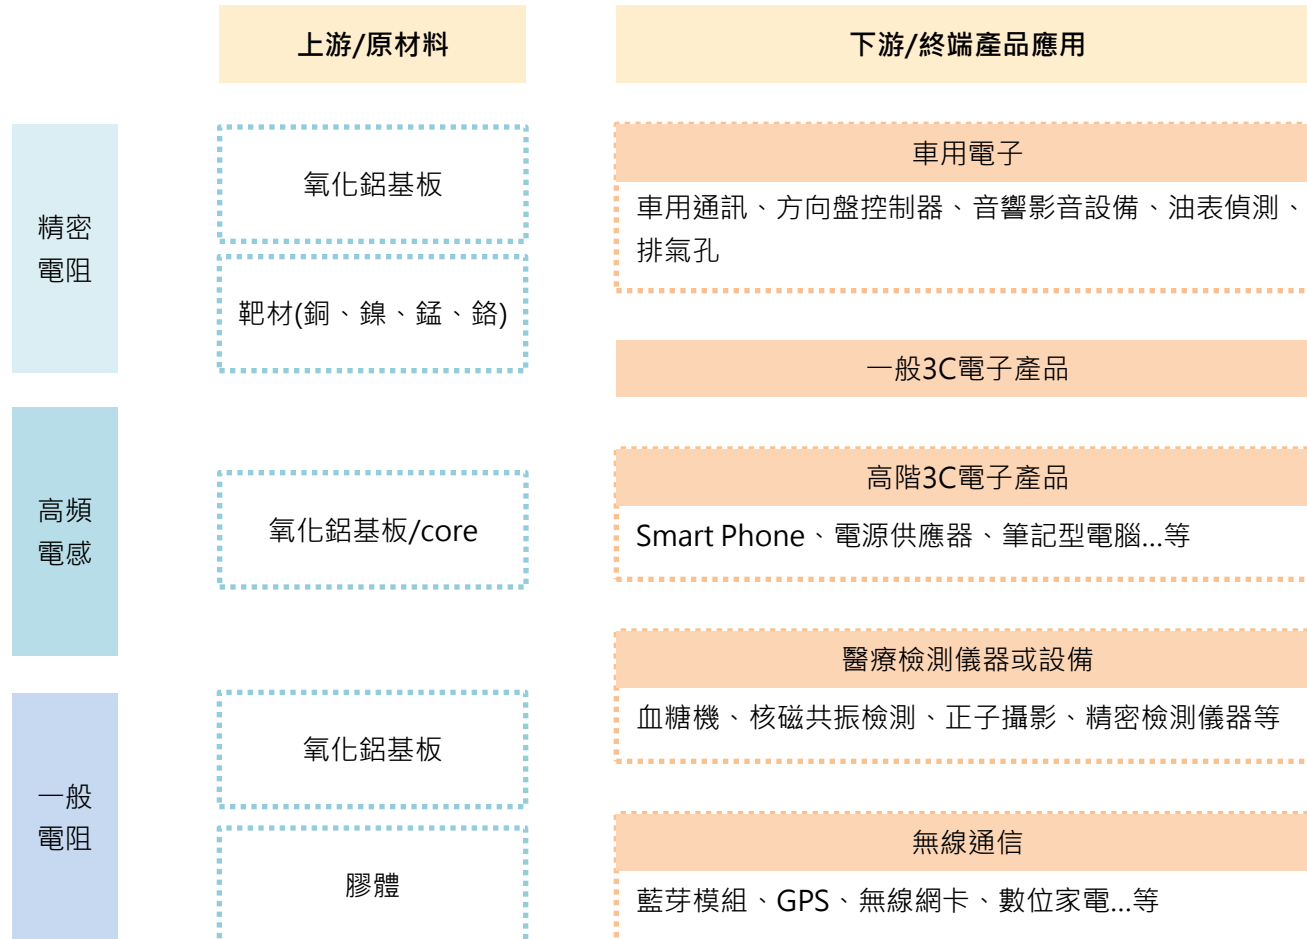 上游/原材料
下游/終端產品應用
精密
電阻
氧化鋁基板
靶材(銅、鎳、錳、鉻)
車用電子
車用通訊、方向盤控制器、音響影音設備、油表偵測、
排氣孔
一般3C電子產品
高頻
電感
氧化鋁基板/core
高階3C電子產品
Smart Phone、電源供應器、筆記型電腦...等
醫療檢測儀器或設備
血糖機、核磁共振檢測、正子攝影、精密檢測儀器等
一般
電阻
氧化鋁基板
膠體
無線通信
藍芽模組、GPS、無線網卡、數位家電...等